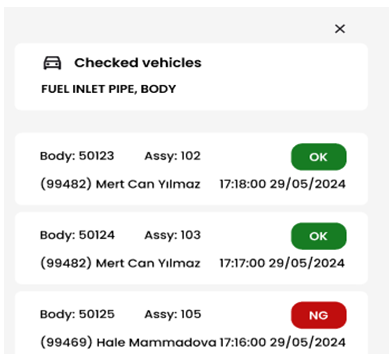 Checked vehicles
FUEL INLET PIPE, BODY
Body: 50123 Assy: 102 OK
(99482) Mert Can Yılmaz 17:18:00 29/05/2024
Body: 50124 Assy: 103 OK
(99482) Mert Can Yılmaz 17:17:00 29/05/2024
Body: 50125 Assy: 105 NG
(99469) Hale Mammadova 17:16:00 29/05/2024